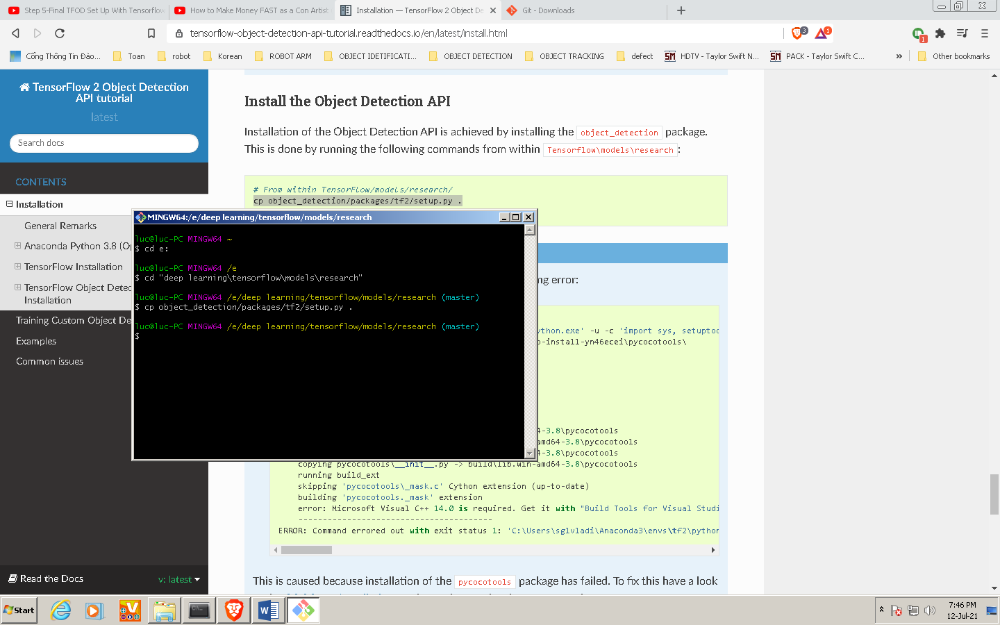 Step 5-Final TFOD Set Up With Tensorflow
How to Make Money FAST as a Con Artist
Installation — TensorFlow 2 Object De
Git - Downloads
tensorflow-object-detection-api-tutorial.readthedocs.io/en/latest/install.html
3
1
1
Cổng Thông Tin Đào...
Toan
robot
Korean
ROBOT ARM
OBJECT IDETIFICATI...
OBJECT DETECTION
OBJECT TRACKING
defect
SM
HDTV - Taylor Swift N...
SM
PACK - Taylor Swift C...
»
Other bookmarks
TensorFlow 2 Object Detection
API tutorial
latest
Search docs
CONTENTS
Installation
General Remarks
Anaconda Python 3.8 (Op
TensorFlow Installation
TensorFlow Object Detec
Installation
Training Custom Object De
Examples
Common issues
Read the Docs
v: latest
Install the Object Detection API
Installation of the Object Detection API is achieved by installing the object_detection package.
This is done by running the following commands from within Tensorflow\models\research:
# From within TensorFlow/models/research/
cp object_detection/packages/tf2/setup.py .
MINGW64:/e/deep learning/tensorflow/models/research
luc@luc-PC MINGW64 ~
$ cd e:
luc@luc-PC MINGW64 /e
$ cd "deep learning\tensorflow\models\research"
luc@luc-PC MINGW64 /e/deep learning/tensorflow/models/research (master)
$ cp object_detection/packages/tf2/setup.py .
luc@luc-PC MINGW64 /e/deep learning/tensorflow/models/research (master)
$
ng error:
ython.exe' -u -c 'import sys, setuptoo
p-install-yn46ecei\pycocotools\
4-3.8\pycocotools
amd64-3.8\pycocotools
4-3.8\pycocotools
copying pycocotools\__init__.py -> build\lib.win-amd64-3.8\pycocotools
running build_ext
skipping 'pycocotools\_mask.c' Cython extension (up-to-date)
building 'pycocotools._mask' extension
error: Microsoft Visual C++ 14.0 is required. Get it with "Build Tools for Visual Studi
----------------------------------------
ERROR: Command errored out with exit status 1: 'C:\Users\sglvladi\Anaconda3\envs\tf2\python
This is caused because installation of the pycocotools package has failed. To fix this have a look
Start
7:46 PM
12-Jul-21